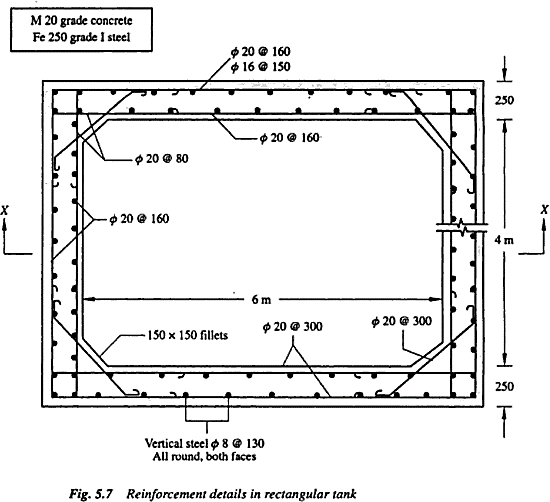 M 20 grade concrete
Fe 250 grade I steel
ϕ 20 @ 160
ϕ 16 @ 150
250
ϕ 20 @ 160
ϕ 20 @ 80
X
X
ϕ 20 @ 160
4 m
6 m
150 × 150 fillets
ϕ 20 @ 300
ϕ 20 @ 300
250
Vertical steel ϕ 8 @ 130
All round, both faces
Fig. 5.7 Reinforcement details in rectangular tank